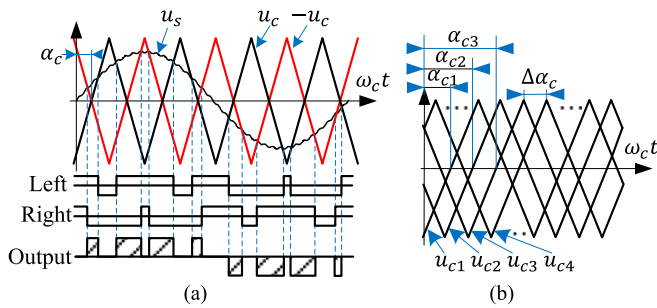 α_c
u_s
u_c
−u_c
ω_c t
Left
Right
Output
(a)
α_c3
α_c2
α_c1
Δα_c
...
...
ω_c t
...
u_c1
u_c2
u_c3
u_c4
(b)